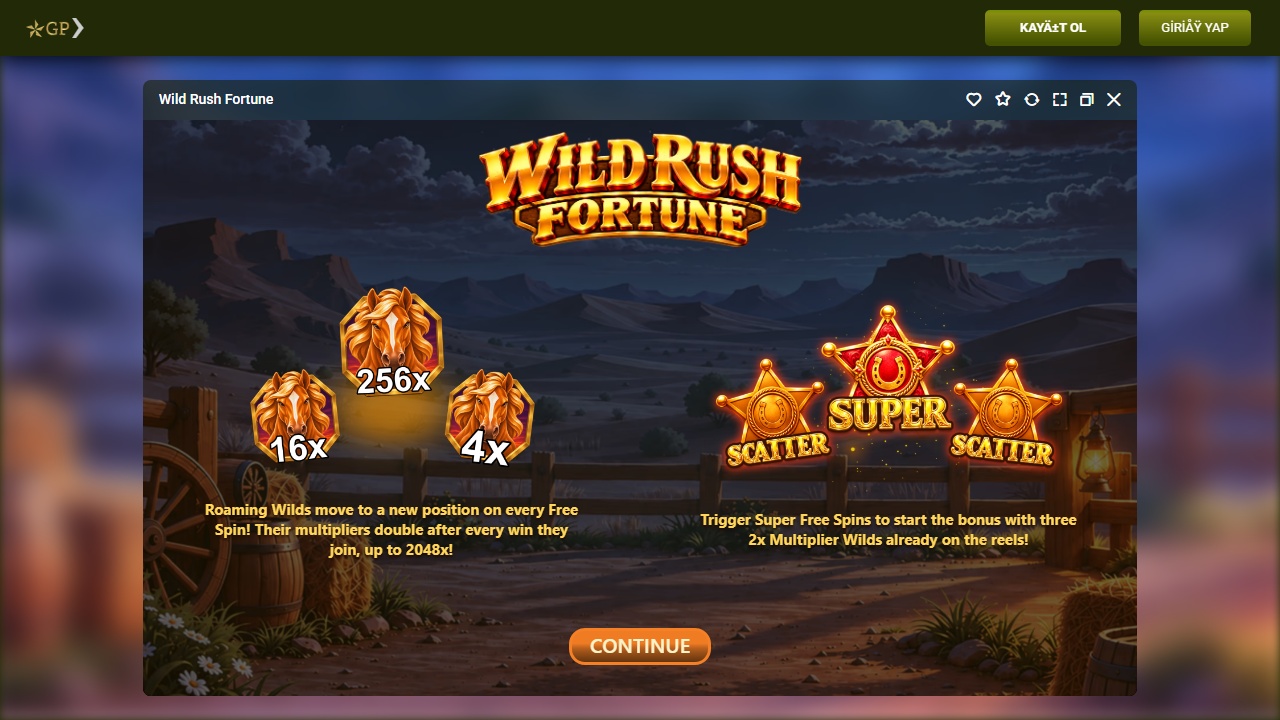 GP
KAYÄ±T OL
GİRİÅŸ YAP
Wild Rush Fortune
WILD RUSH
FORTUNE
256x
16x
4x
SUPER
SCATTER
SCATTER
Roaming Wilds move to a new position on every Free
Spin! Their multipliers double after every win they
join, up to 2048x!
Trigger Super Free Spins to start the bonus with three
2x Multiplier Wilds already on the reels!
CONTINUE